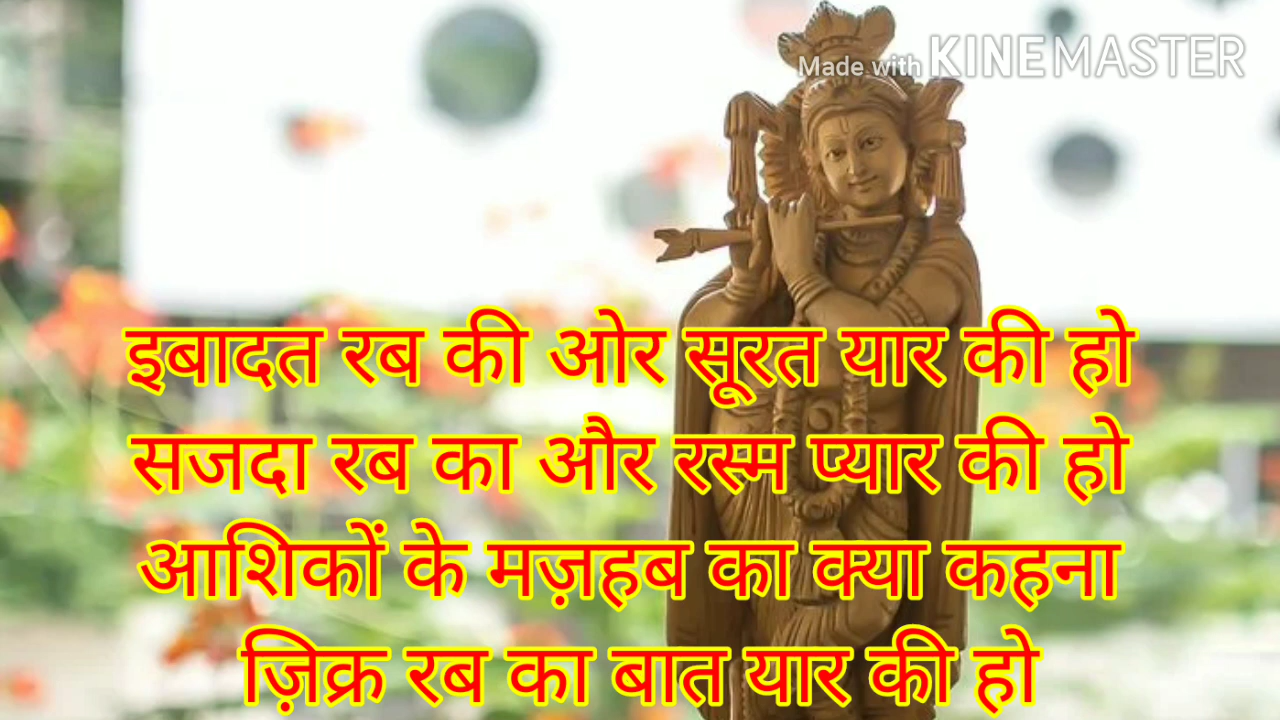 Made with KINEMASTER
इबादत रब की ओर सूरत यार की हो
सजदा रब का और रस्म प्यार की हो
आशिकों के मज़हब का क्या कहना
ज़िक्र रब का बात यार की हो